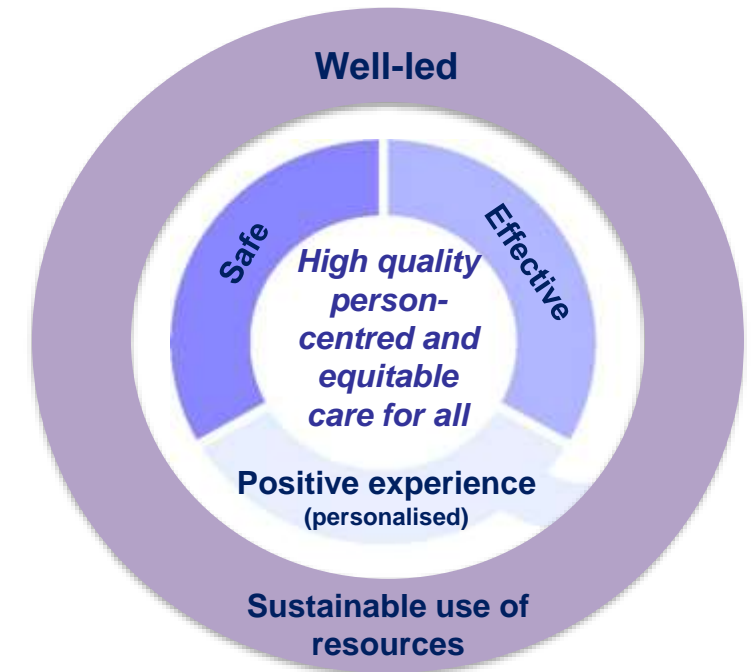 Well-led
Safe
Effective
High quality
person-
centred and
equitable
care for all
Positive experience
(personalised)
Sustainable use of
resources